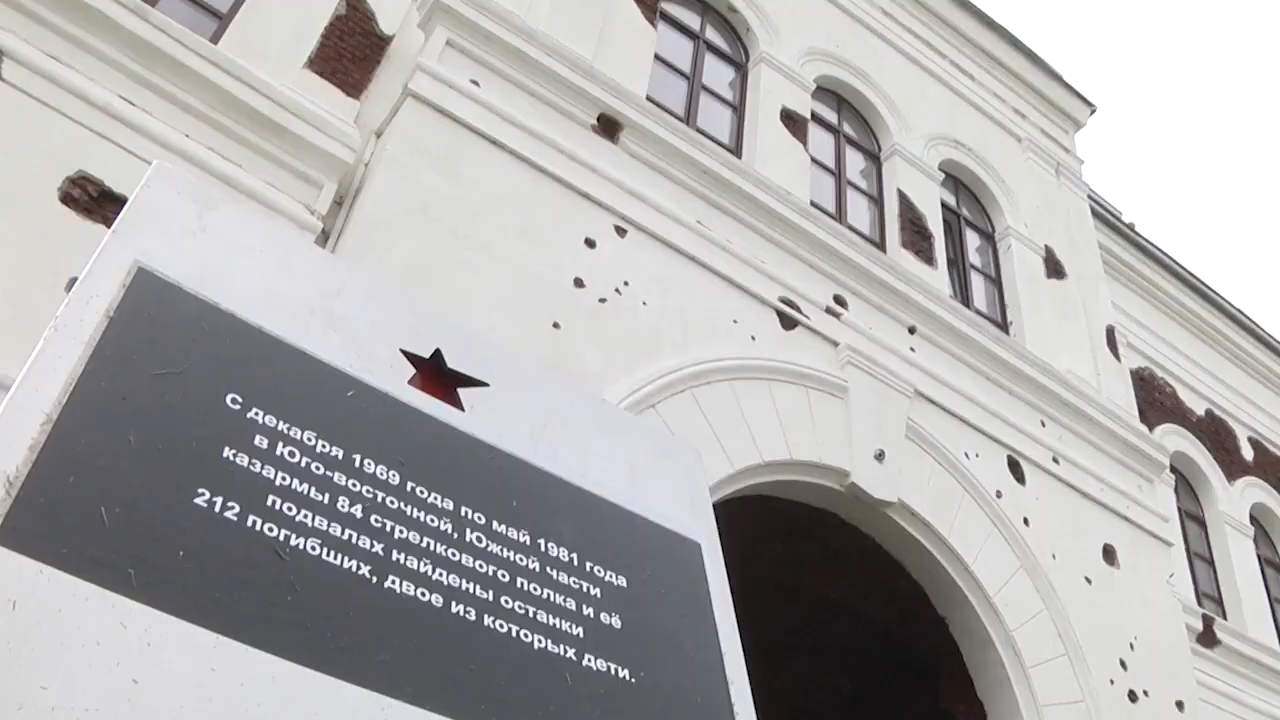 С декабря 1969 года по май 1981 года
в Юго-восточной, Южной части
казармы 84 стрелкового полка и её
подвалах найдены останки
212 погибших, двое из которых дети.